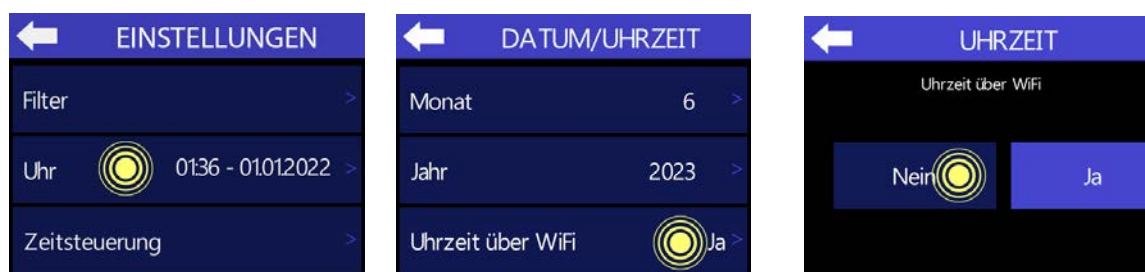 EINSTELLUNGEN
Filter >
Uhr 01:36 - 01.01.2022 >
Zeitsteuerung >
DATUM/UHRZEIT
Monat 6 >
Jahr 2023 >
Uhrzeit über WiFi Ja >
UHRZEIT
Uhrzeit über WiFi
Nein Ja